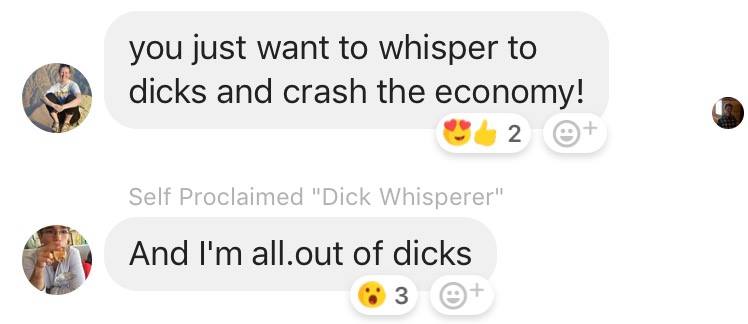 you just want to whisper to
dicks and crash the economy!
2
Self Proclaimed "Dick Whisperer"
And I'm all.out of dicks
3